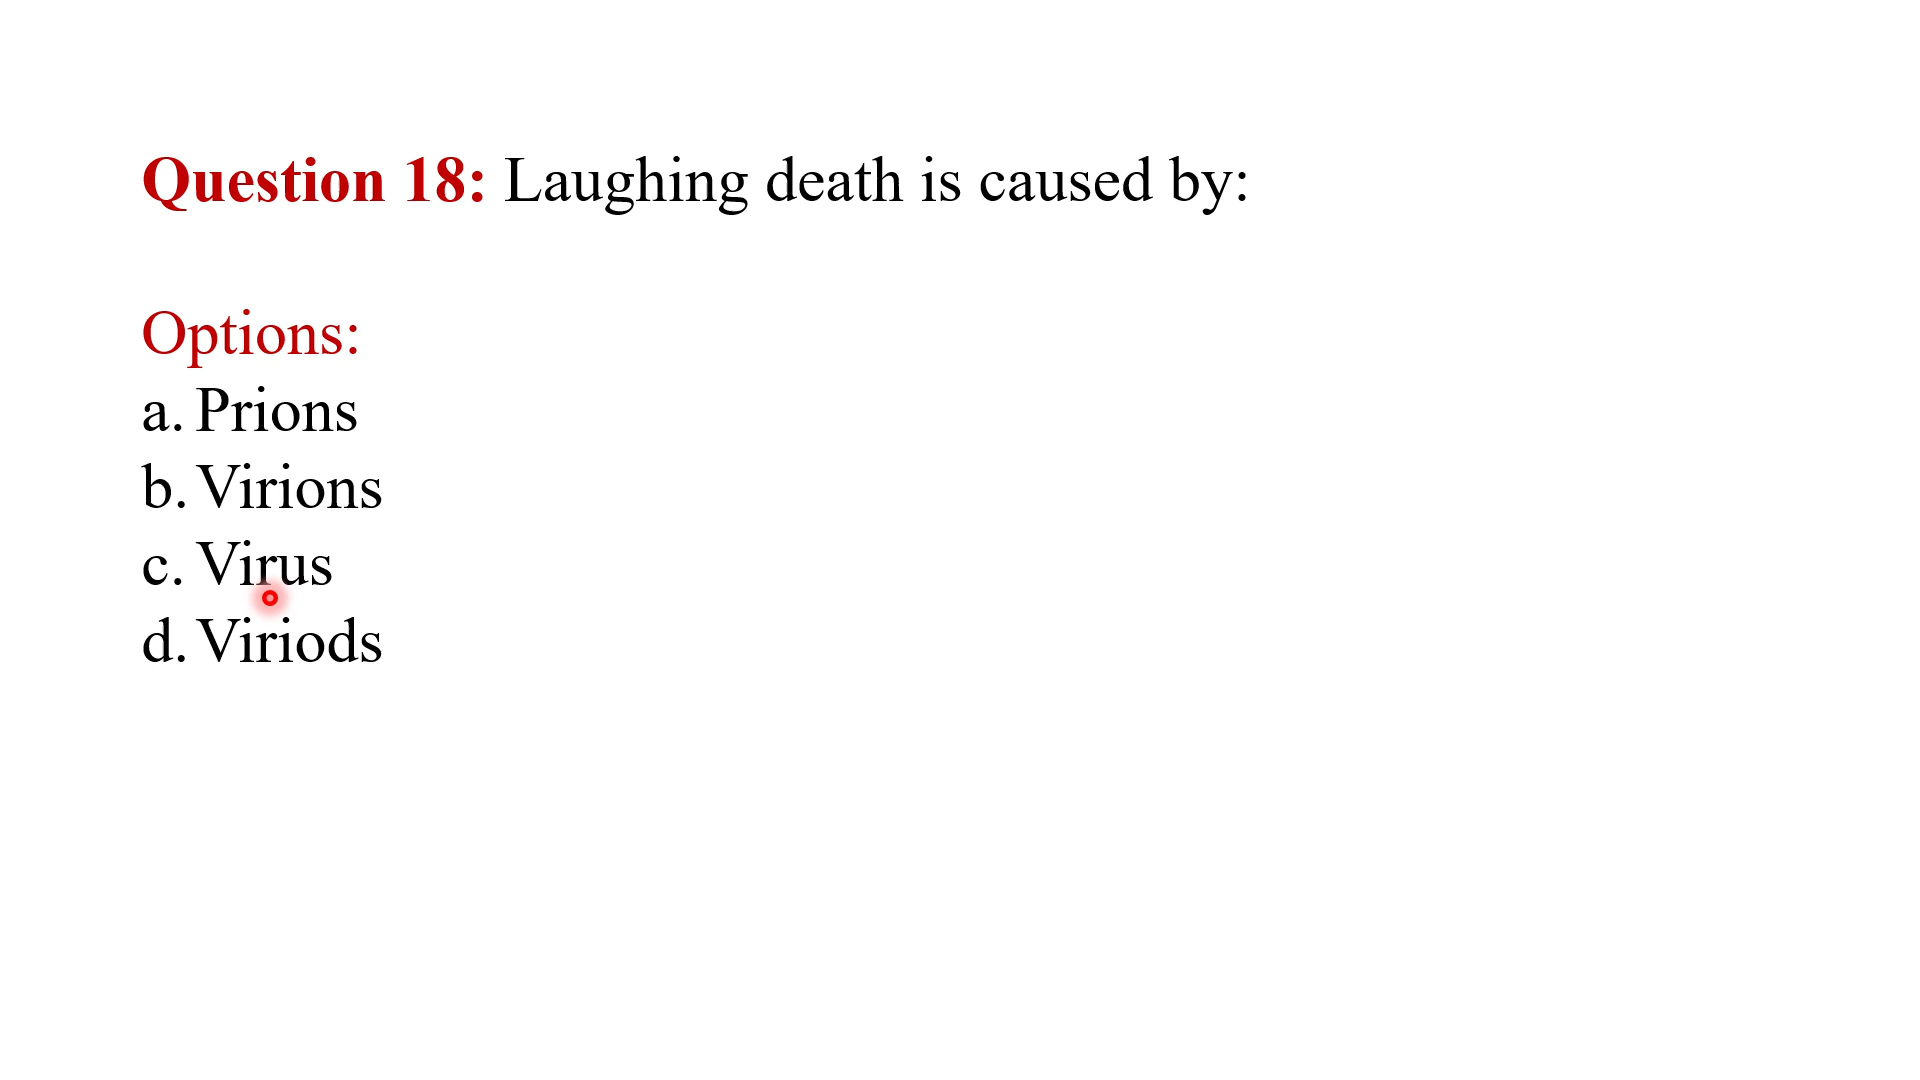 Question 18: Laughing death is caused by:
Options:
a. Prions
b. Virions
c. Virus
d. Viriods